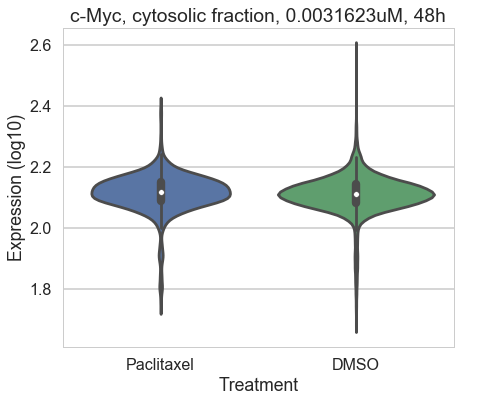 c-Myc, cytosolic fraction, 0.0031623uM, 48h
Expression (log10)
2.6
2.4
2.2
2.0
1.8
Paclitaxel DMSO
Treatment